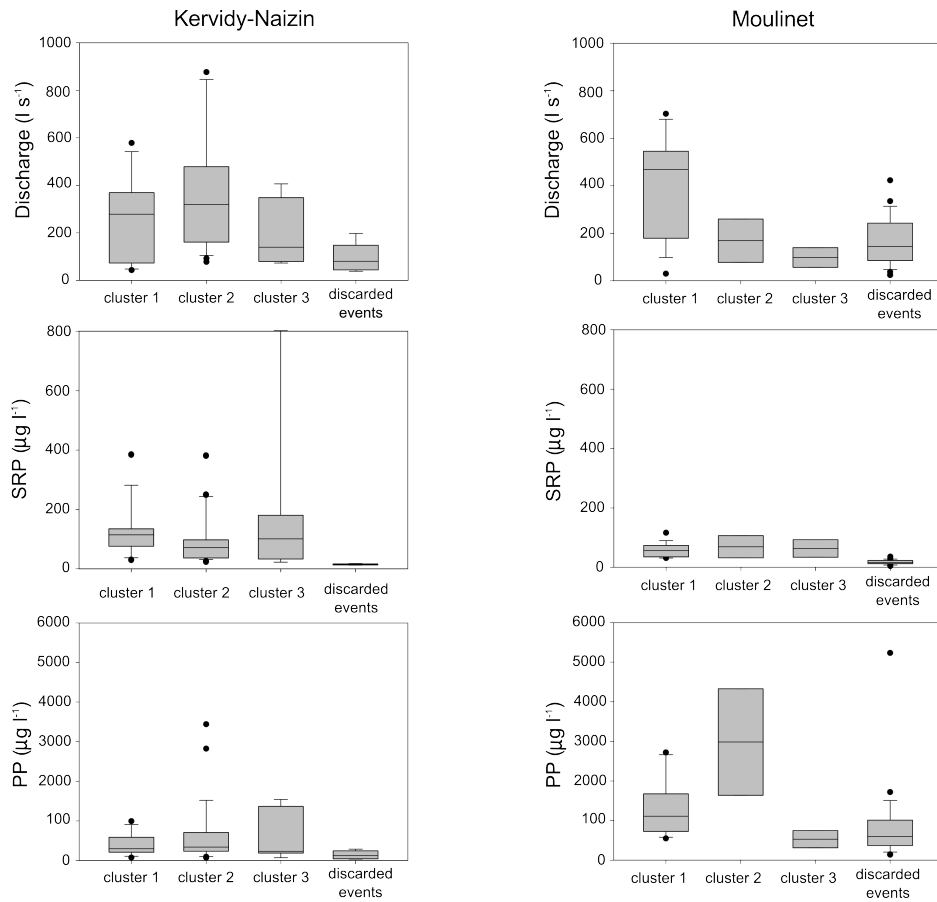 Kervidy-Naizin
Moulinet
Discharge (l s-1)
1000
800
600
400
200
0
cluster 1
cluster 2
cluster 3
discarded
events
Discharge (l s-1)
1000
800
600
400
200
0
cluster 1
cluster 2
cluster 3
discarded
events
SRP (µg l-1)
800
600
400
200
0
cluster 1
cluster 2
cluster 3
discarded
events
SRP (µg l-1)
800
600
400
200
0
cluster 1
cluster 2
cluster 3
discarded
events
PP (µg l-1)
6000
5000
4000
3000
1000
100
0
cluster 1
cluster 2
cluster 3
discarded
events
PP (µg l-1)
6000
5000
4000
3000
1000
100
0
cluster 1
cluster 2
cluster 3
discarded
events